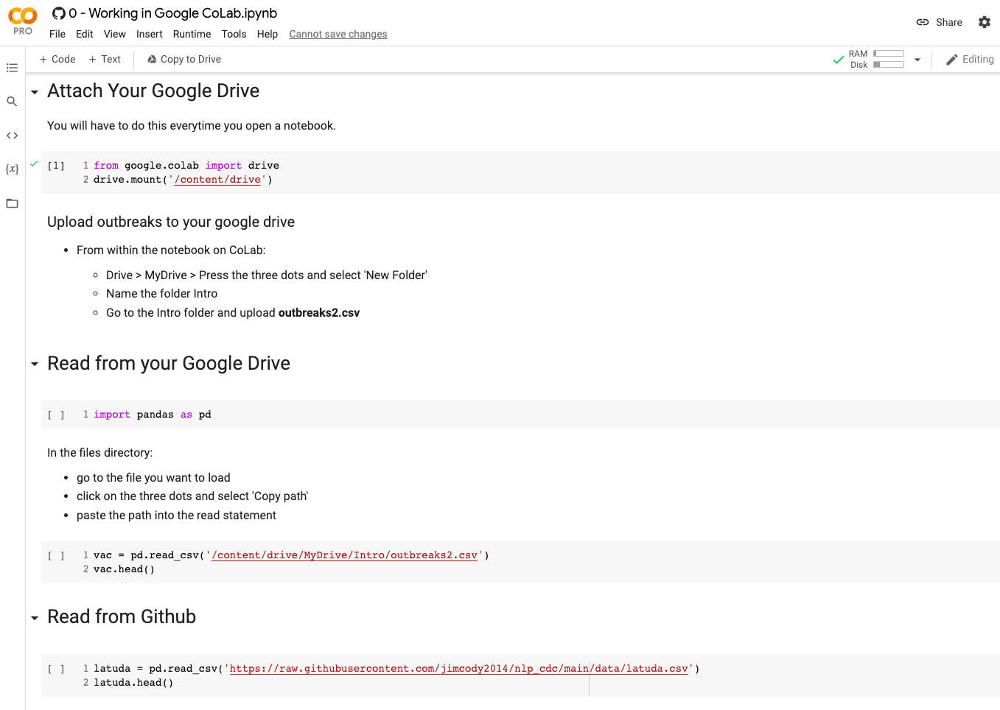 0 - Working in Google CoLab.ipynb
PRO
File Edit View Insert Runtime Tools Help Cannot save changes
Share
+ Code + Text Copy to Drive
RAM
Disk
Editing
Attach Your Google Drive
You will have to do this everytime you open a notebook.
[1] 1 from google.colab import drive
2 drive.mount('/content/drive')
Upload outbreaks to your google drive
• From within the notebook on CoLab:
◦ Drive > MyDrive > Press the three dots and select 'New Folder'
◦ Name the folder Intro
◦ Go to the Intro folder and upload outbreaks2.csv
Read from your Google Drive
[ ] 1 import pandas as pd
In the files directory:
• go to the file you want to load
• click on the three dots and select 'Copy path'
• paste the path into the read statement
[ ] 1 vac = pd.read_csv('/content/drive/MyDrive/Intro/outbreaks2.csv')
2 vac.head()
Read from Github
[ ] 1 latuda = pd.read_csv('https://raw.githubusercontent.com/jimcody2014/nlp_cdc/main/data/latuda.csv')
2 latuda.head()
{x}